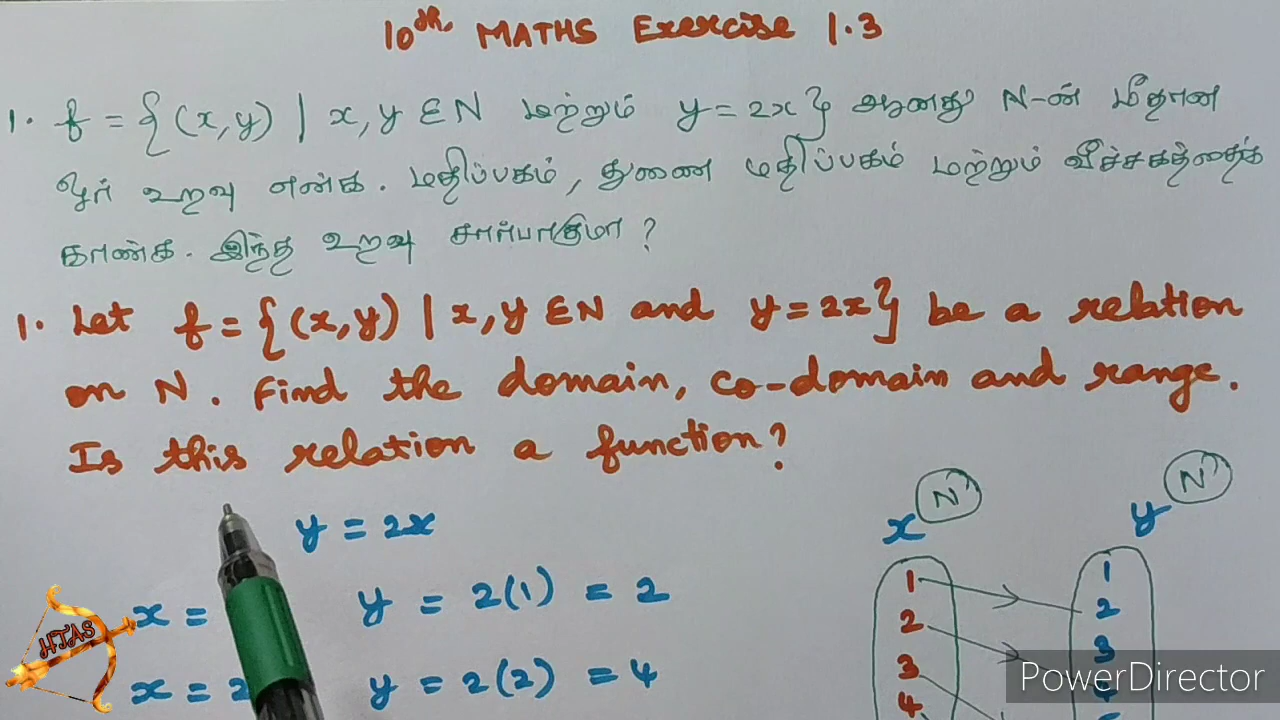 10th MATHS Exercise 1.3
1. f = {(x,y) | x,y ∈ N மற்றும் y = 2x} ஆனது N-ன் மீதான
ஓர் உறவு என்க. மதிப்பகம், துணை மதிப்பகம் மற்றும் வீச்சகத்தைக்
காண்க. இந்த உறவு சார்பாகுமா?
1. Let f = {(x,y) | x,y ∈ N and y = 2x} be a relation
on N. Find the domain, co-domain and range.
Is this relation a function?
N N
y = 2x x y
x = y = 2(1) = 2 1 1
2 2
HTAS
3 3
x = 2 y = 2(2) = 4 4
PowerDirector